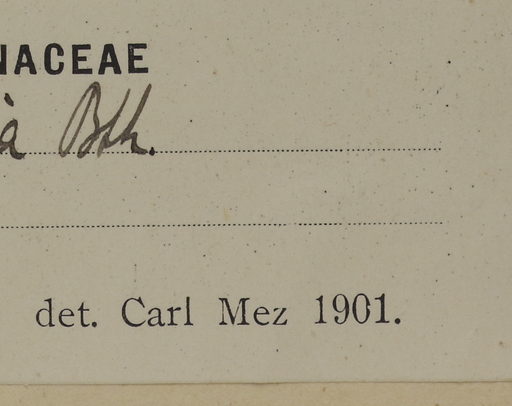 NACEAE
a Bth.
det. Carl Mez 1901.